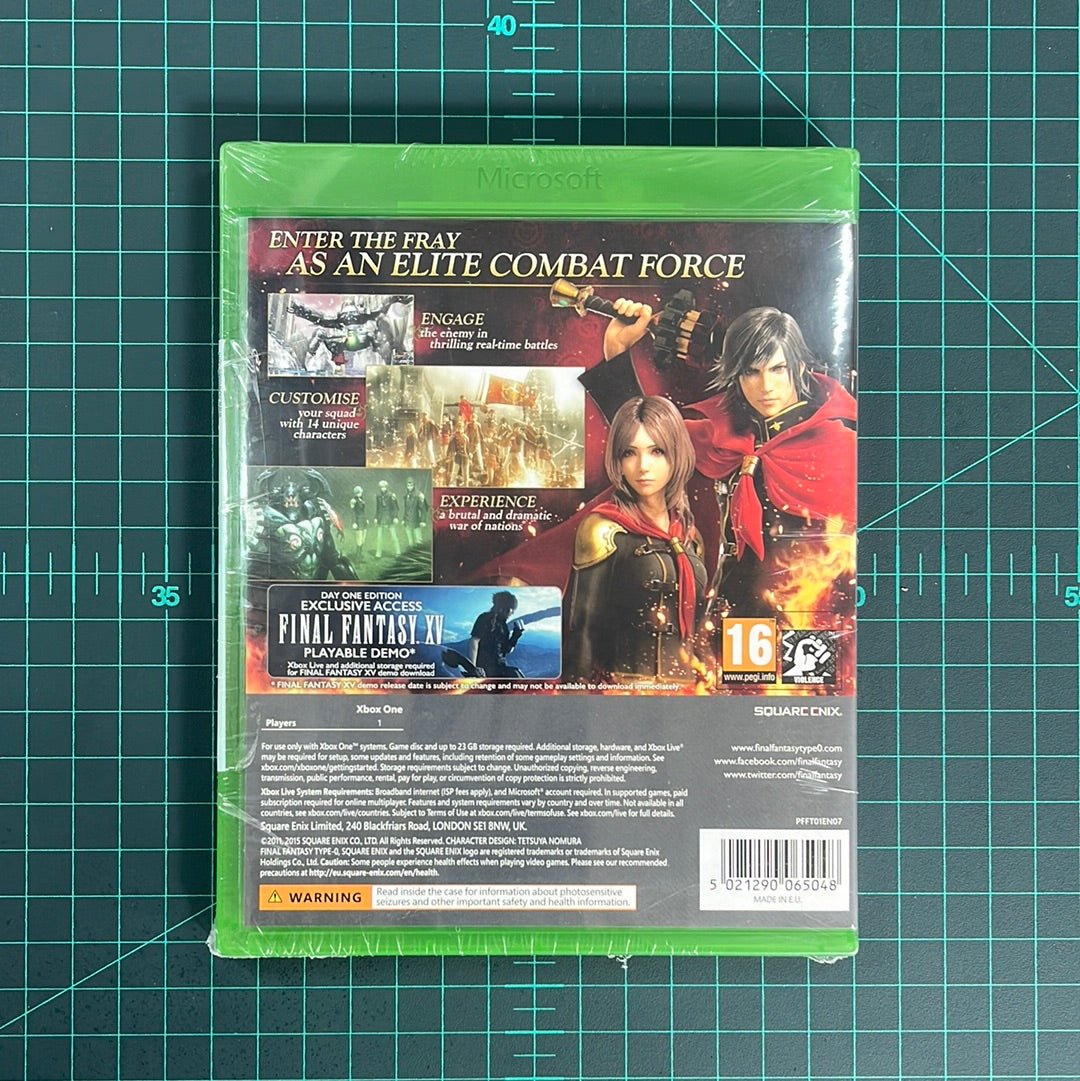 40
Microsoft
ENTER THE FRAY
AS AN ELITE COMBAT FORCE
ENGAGE
the enemy in
thrilling real-time battles
CUSTOMISE
your squad
with 14 unique
characters
EXPERIENCE
a brutal and dramatic
war of nations
35
DAY ONE EDITION
EXCLUSIVE ACCESS
FINAL FANTASY XV
PLAYABLE DEMO*
Xbox Live and additional storage required
for FINAL FANTASY XV demo download
* FINAL FANTASY XV demo release date is subject to change and may not be available to download immediately.
16
www.pegi.info
VIOLENCE
Xbox One
Players 1
SQUARE ENIX.
For use only with Xbox One™ systems. Game disc and up to 23 GB storage required. Additional storage, hardware, and Xbox Live®
may be required for setup, some updates and features, including retention of some gameplay settings and information. See
xbox.com/xboxone/gettingstarted. Storage requirements subject to change. Unauthorized copying, reverse engineering,
transmission, public performance, rental, pay for play, or circumvention of copy protection is strictly prohibited.
www.finalfantasytype0.com
www.facebook.com/finalfantasy
www.twitter.com/finalfantasy
Xbox Live System Requirements: Broadband internet (ISP fees apply), and Microsoft® account required. In supported games, paid
subscription required for online multiplayer. Features and system requirements vary by country and over time. Not available in all
countries, see xbox.com/live/countries. Subject to Terms of Use at xbox.com/live/termsofuse. See xbox.com/live for full details.
PFFT01EN07
Square Enix Limited, 240 Blackfriars Road, LONDON SE1 8NW, UK.
©2011, 2015 SQUARE ENIX CO., LTD. All Rights Reserved. CHARACTER DESIGN: TETSUYA NOMURA
FINAL FANTASY TYPE-0, SQUARE ENIX and the SQUARE ENIX logo are registered trademarks or trademarks of Square Enix
Holdings Co., Ltd. Caution: Some people experience health effects when playing video games. Please see our recommended
precautions at http://eu.square-enix.com/en/health.
WARNING
Read inside the case for information about photosensitive
seizures and other important safety and health information.
5 021290 065048
MADE IN E.U.